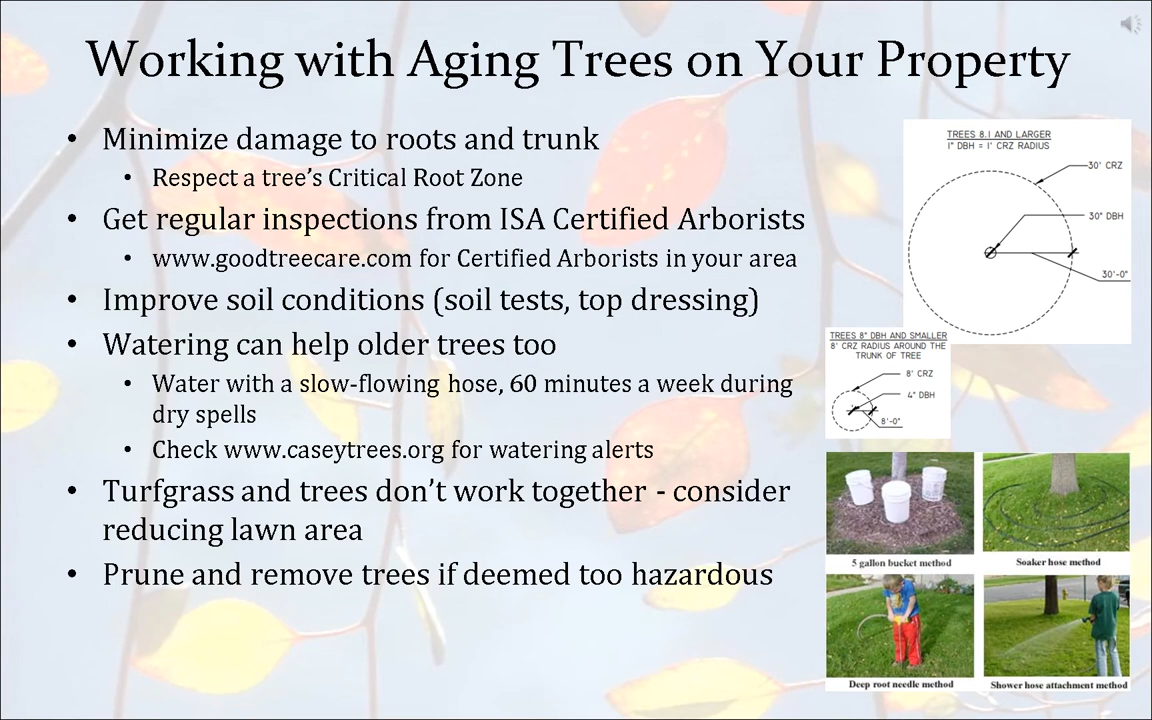 Working with Aging Trees on Your Property
• Minimize damage to roots and trunk
• Respect a tree's Critical Root Zone
• Get regular inspections from ISA Certified Arborists
• www.goodtreecare.com for Certified Arborists in your area
• Improve soil conditions (soil tests, top dressing)
• Watering can help older trees too
• Water with a slow-flowing hose, 60 minutes a week during
dry spells
• Check www.caseytrees.org for watering alerts
• Turfgrass and trees don't work together - consider
reducing lawn area
• Prune and remove trees if deemed too hazardous
TREES 8.1 AND LARGER
1" DBH = 1' CRZ RADIUS
30' CRZ
30" DBH
30'-0"
TREES 8" DBH AND SMALLER
8' CRZ RADIUS AROUND THE
TRUNK OF TREE
8' CRZ
4" DBH
8'-0"
5 gallon bucket method
Soaker hose method
Deep root needle method
Shower hose attachment method